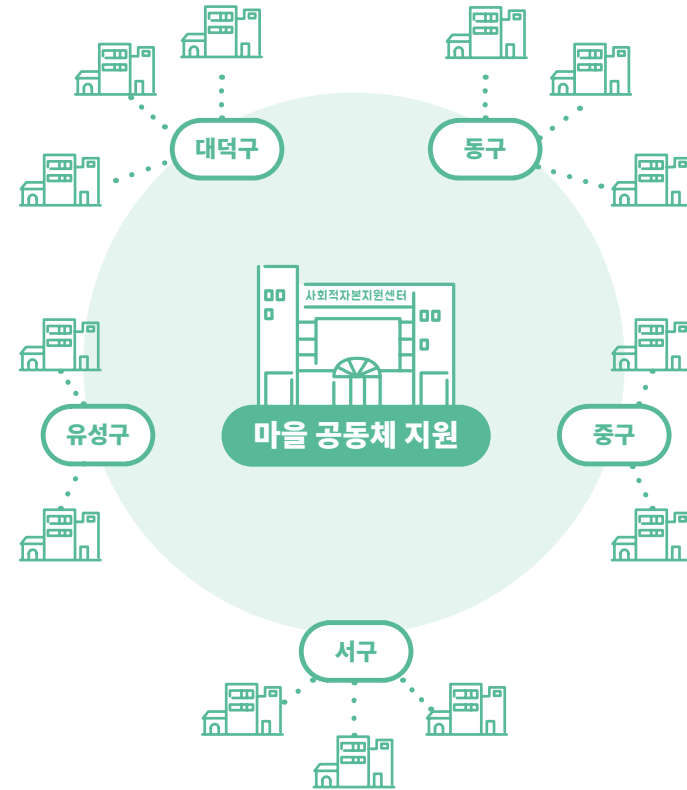 대덕구
동구
사회적자본지원센터
마을 공동체 지원
유성구
중구
서구